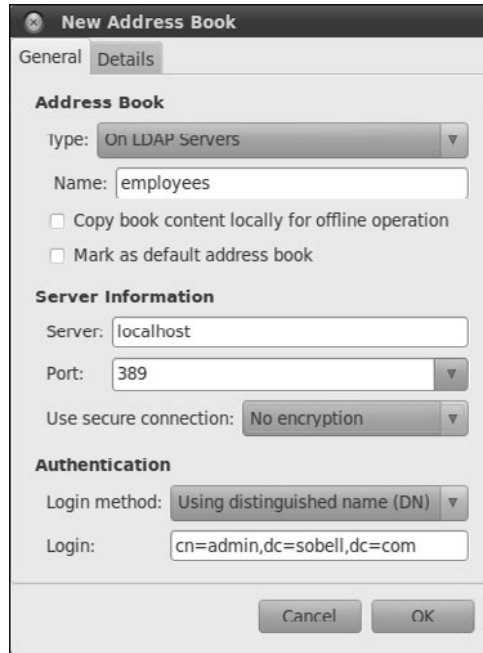 New Address Book
General Details
Address Book
Type: On LDAP Servers
Name: employees
Copy book content locally for offline operation
Mark as default address book
Server Information
Server: localhost
Port: 389
Use secure connection: No encryption
Authentication
Login method: Using distinguished name (DN)
Login: cn=admin,dc=sobell,dc=com
Cancel OK